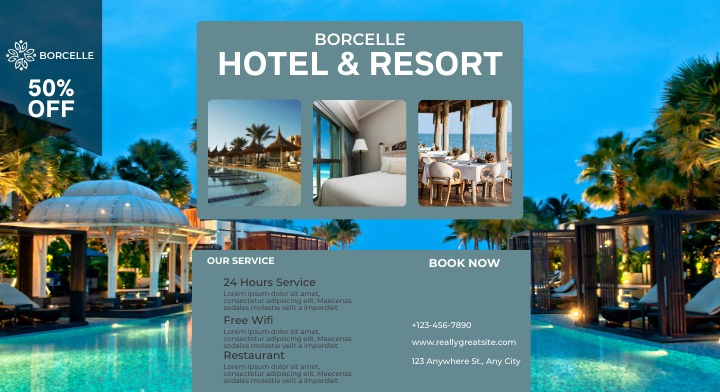 BORCELLE
50%
OFF
BORCELLE
HOTEL & RESORT
OUR SERVICE
24 Hours Service
Lorem ipsum dolor sit amet,
consectetur adipiscing elit. Maecenas
sodales molestie velit a imperdiet.
Free Wifi
Lorem ipsum dolor sit amet,
consectetur adipiscing elit. Maecenas
sodales molestie velit a imperdiet.
Restaurant
Lorem ipsum dolor sit amet,
consectetur adipiscing elit. Maecenas
sodales molestie velit a imperdiet.
BOOK NOW
+123-456-7890
www.reallygreatsite.com
123 Anywhere St., Any City